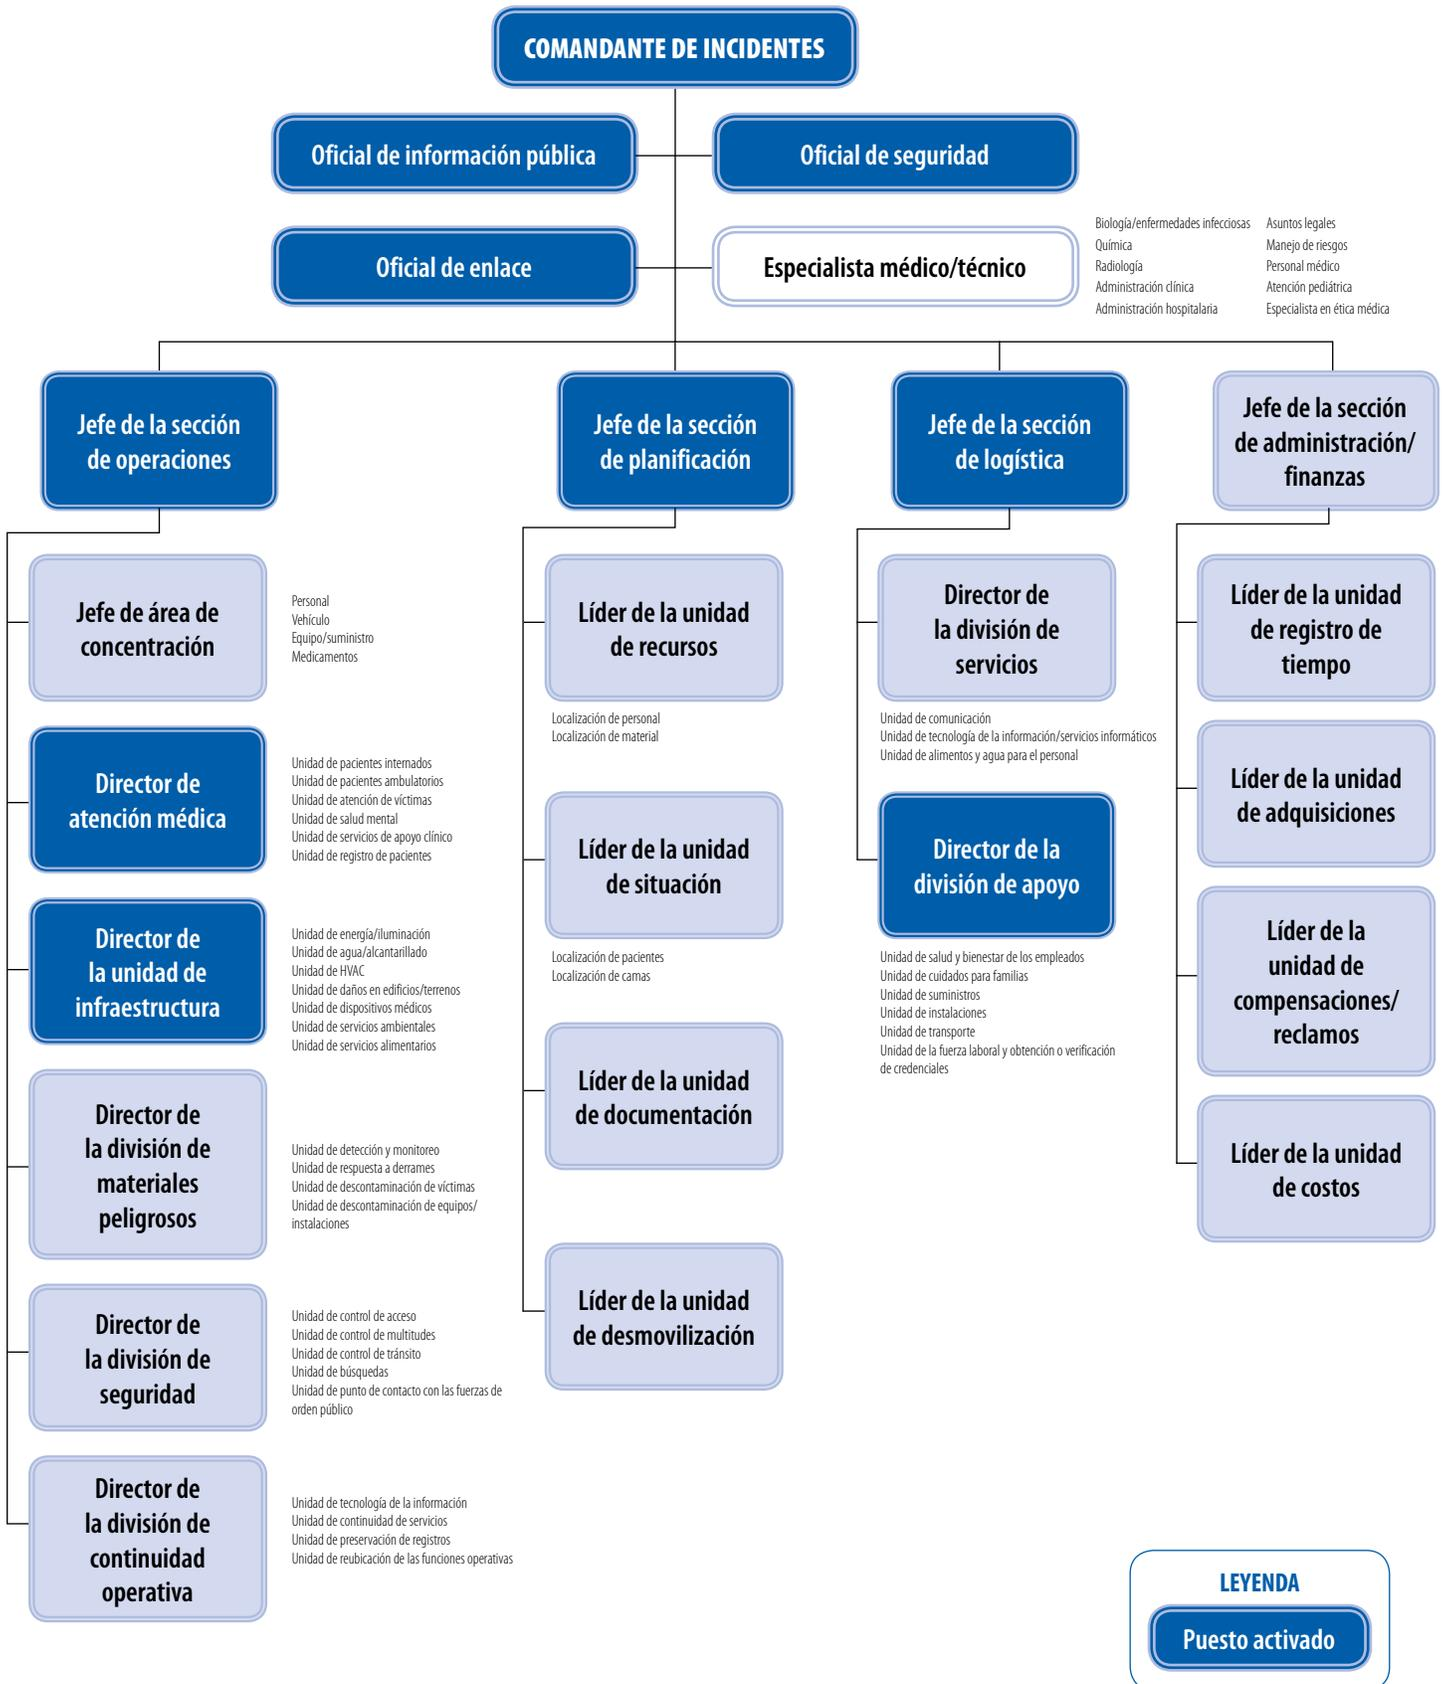 COMANDANTE DE INCIDENTES
Oficial de información pública
Oficial de seguridad
Oficial de enlace
Especialista médico/técnico
Biología/enfermedades infecciosas
Química
Radiología
Administración clínica
Administración hospitalaria
Asuntos legales
Manejo de riesgos
Personal médico
Atención pediátrica
Especialista en ética médica
Jefe de la sección
de operaciones
Jefe de área de
concentración
Personal
Vehículo
Equipo/suministro
Medicamentos
Director de
atención médica
Unidad de pacientes internados
Unidad de pacientes ambulatorios
Unidad de atención de víctimas
Unidad de salud mental
Unidad de servicios de apoyo clínico
Unidad de registro de pacientes
Director de
la unidad de
infraestructura
Unidad de energía/iluminación
Unidad de agua/alcantarillado
Unidad de HVAC
Unidad de daños en edificios/terrenos
Unidad de dispositivos médicos
Unidad de servicios ambientales
Unidad de servicios alimentarios
Director de
la división de
materiales
peligrosos
Unidad de detección y monitoreo
Unidad de respuesta a derrames
Unidad de descontaminación de víctimas
Unidad de descontaminación de equipos/
instalaciones
Director de
la división de
seguridad
Unidad de control de acceso
Unidad de control de multitudes
Unidad de control de tránsito
Unidad de búsquedas
Unidad de punto de contacto con las fuerzas de
orden público
Director de
la división de
continuidad
operativa
Unidad de tecnología de la información
Unidad de continuidad de servicios
Unidad de preservación de registros
Unidad de reubicación de las funciones operativas
Jefe de la sección
de planificación
Líder de la unidad
de recursos
Localización de personal
Localización de material
Líder de la unidad
de situación
Localización de pacientes
Localización de camas
Líder de la unidad
de documentación
Líder de la unidad
de desmovilización
Jefe de la sección
de logística
Director de
la división de
servicios
Unidad de comunicación
Unidad de tecnología de la información/servicios informáticos
Unidad de alimentos y agua para el personal
Director de la
división de apoyo
Unidad de salud y bienestar de los empleados
Unidad de cuidados para familias
Unidad de suministros
Unidad de instalaciones
Unidad de transporte
Unidad de la fuerza laboral y obtención o verificación
de credenciales
Jefe de la sección
de administración/
finanzas
Líder de la unidad
de registro de
tiempo
Líder de la unidad
de adquisiciones
Líder de la
unidad de
compensaciones/
reclamos
Líder de la unidad
de costos
LEYENDA
Puesto activado